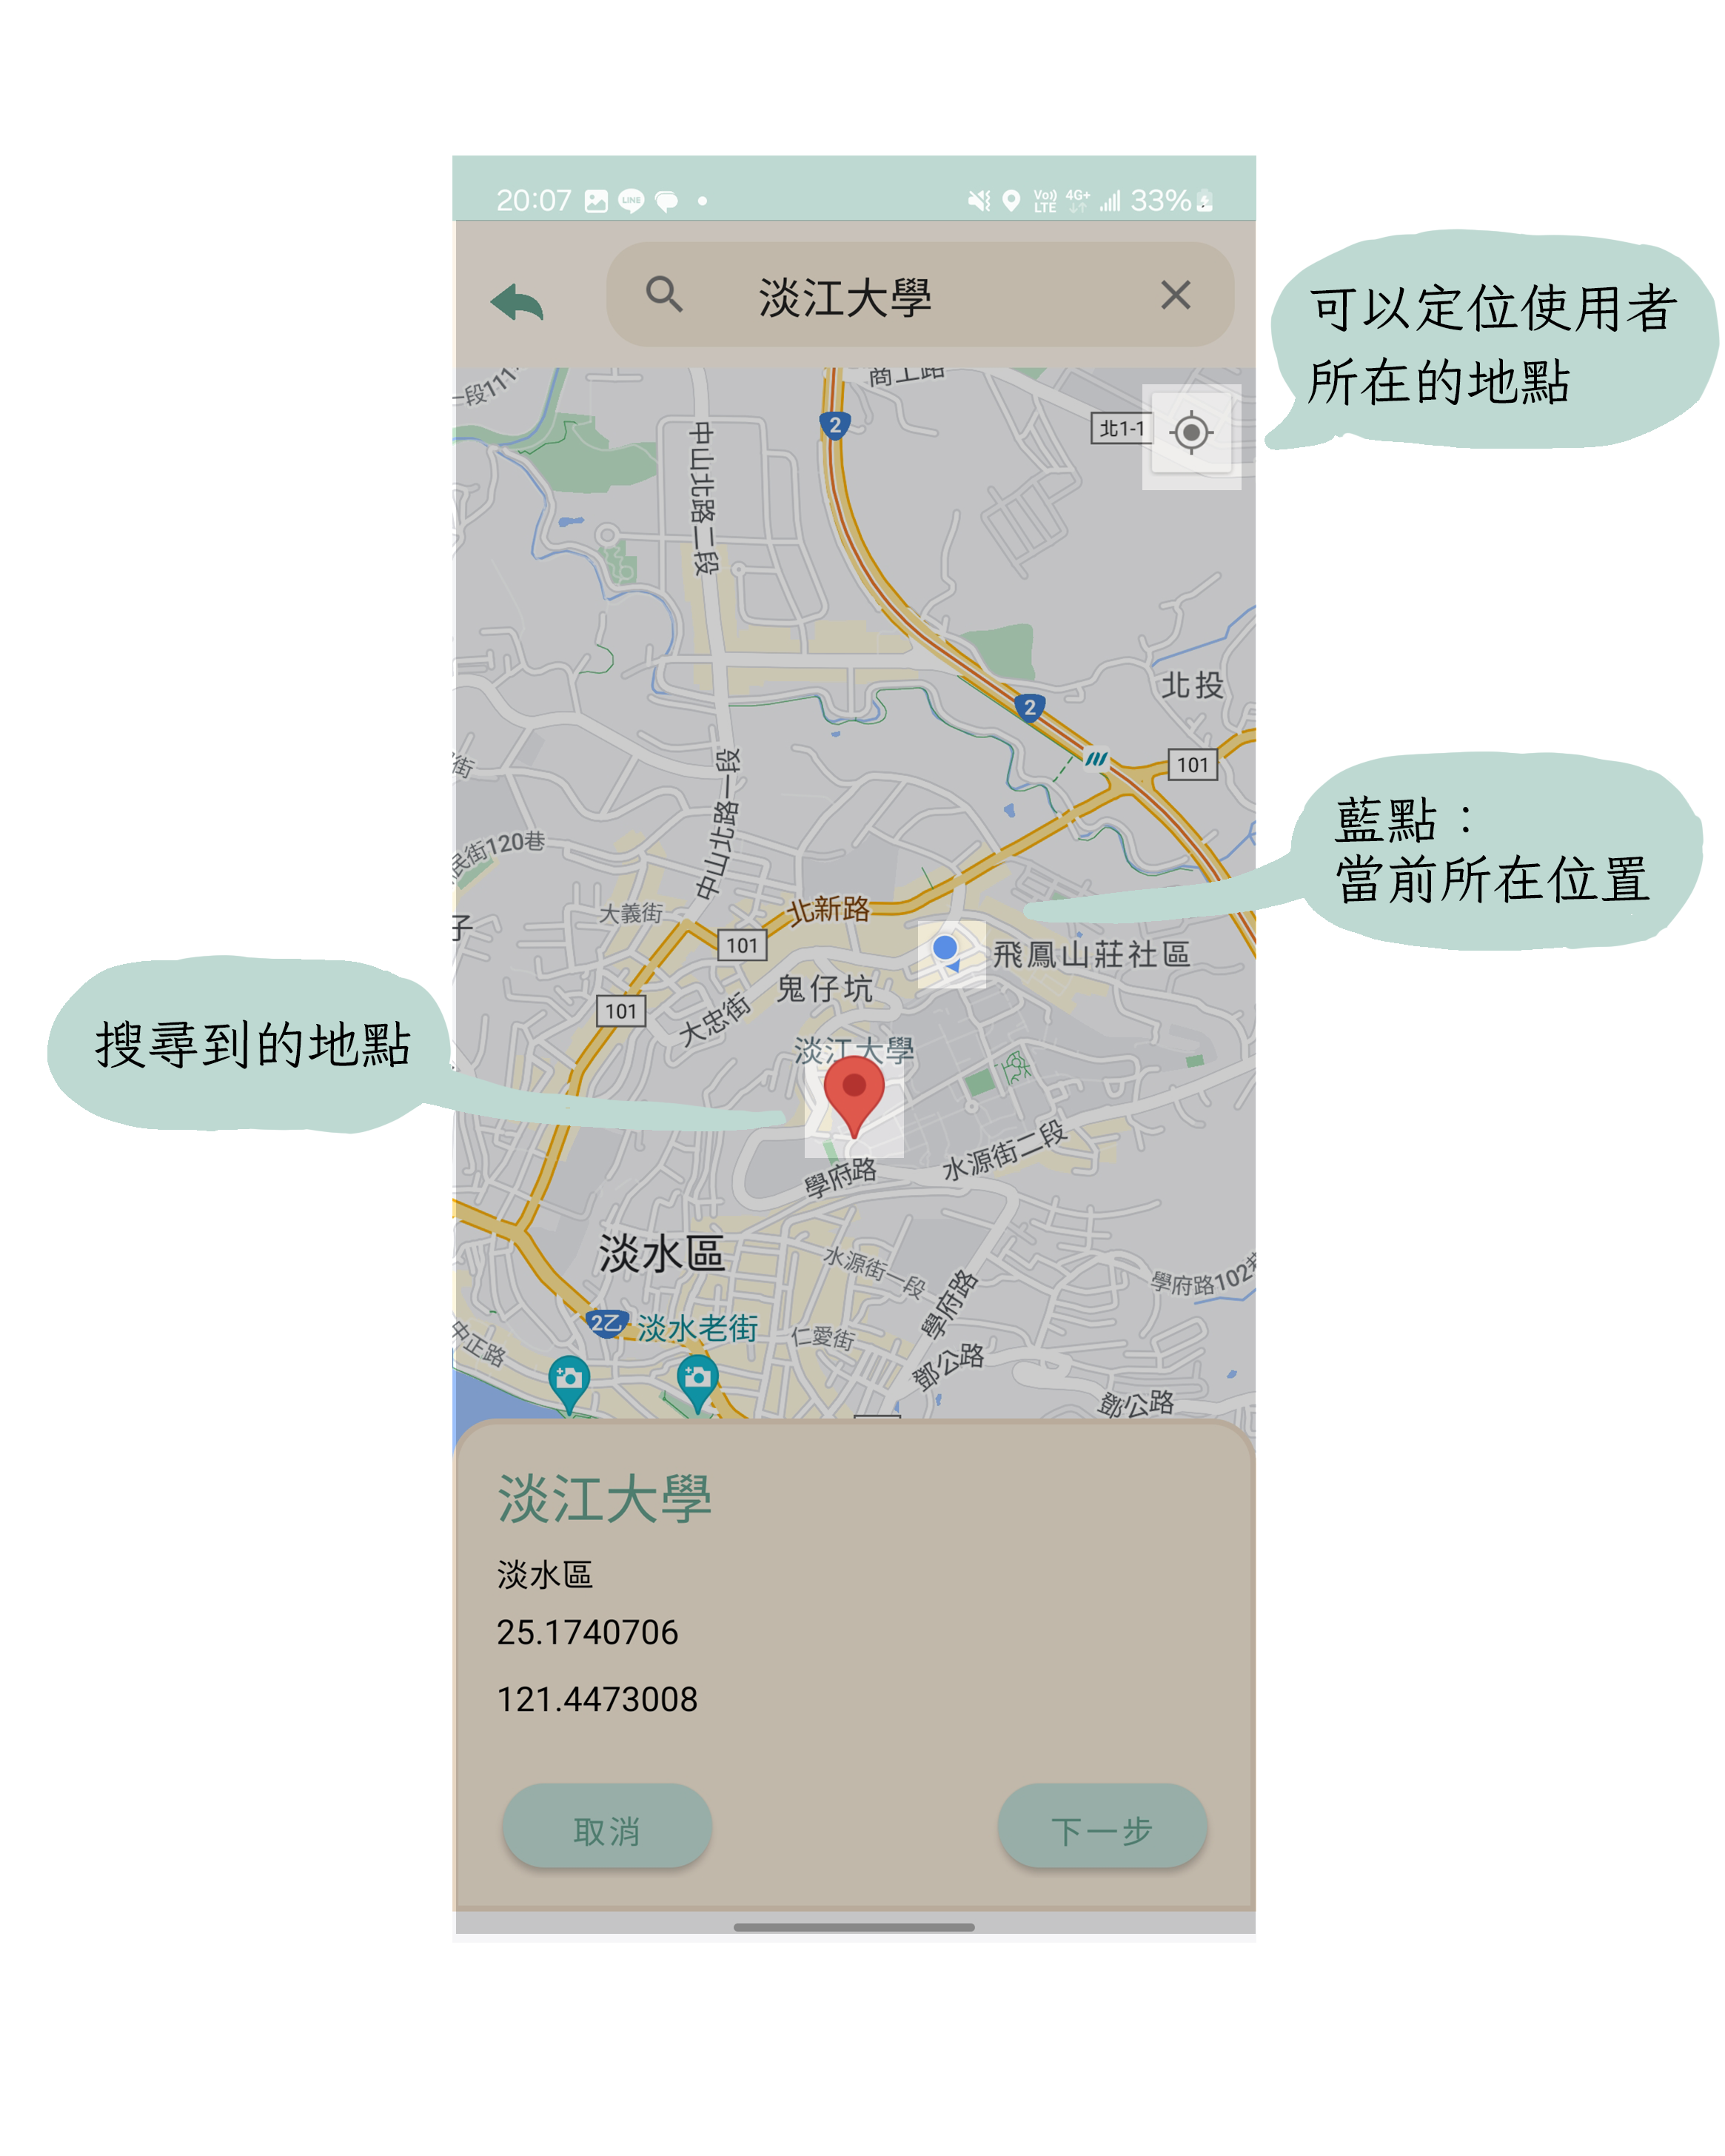 20:07
LINE
Vo))
LTE
4G+
33%
淡江大學
可以定位使用者
所在的地點
一段111
商工路
2
北1-1
中山北路二段
北投
2
101
街
中山北路一段
民街120巷
藍點：
當前所在位置
大義街
北新路
子
101
飛鳳山莊社區
鬼仔坑
101
大忠街
搜尋到的地點
淡江大學
水源街二段
學府路
淡水區
水源街一段
學府路102巷
學府路
2乙
淡水老街
仁愛街
中正路
鄧公路
鄧公路
淡江大學
淡水區
25.1740706
121.4473008
取消
下一步